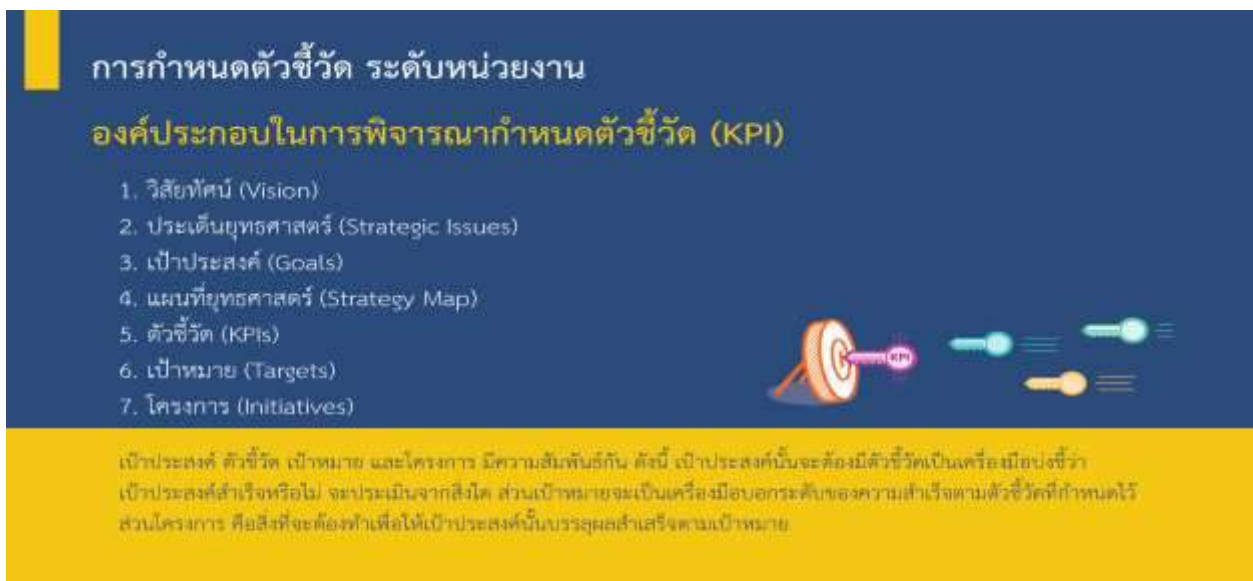 การกำหนดตัวชี้วัด ระดับหน่วยงาน
องค์ประกอบในการพิจารณากำหนดตัวชี้วัด (KPI)
1. วิสัยทัศน์ (Vision)
2. ประเด็นยุทธศาสตร์ (Strategic Issues)
3. เป้าประสงค์ (Goals)
4. แผนที่ยุทธศาสตร์ (Strategy Map)
5. ตัวชี้วัด (KPIs)
6. เป้าหมาย (Targets)
7. โครงการ (Initiatives)
KPI
เป้าประสงค์ ตัวชี้วัด เป้าหมาย และโครงการ มีความสัมพันธ์กัน ดังนี้ เป้าประสงค์นั้นจะต้องมีตัวชี้วัดเป็นเครื่องมือบ่งชี้ว่า
เป้าประสงค์สำเร็จหรือไม่ จะประเมินจากสิ่งใด ส่วนเป้าหมายจะเป็นเครื่องมือบอกระดับของความสำเร็จตามตัวชี้วัดที่กำหนดไว้
ส่วนโครงการ คือสิ่งที่จะต้องทำเพื่อให้เป้าประสงค์นั้นบรรลุผลสำเสร็จตามเป้าหมาย